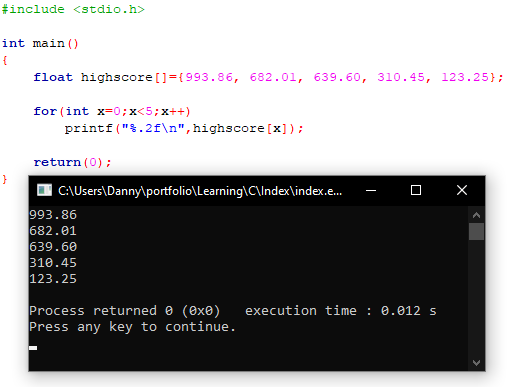 #include <stdio.h>
int main()
{
float highscore[]={993.86, 682.01, 639.60, 310.45, 123.25};
for(int x=0;x<5;x++)
printf("%.2f\n",highscore[x]);
return(0);
}
C:\Users\Danny\portfolio\Learning\C\Index\index.e...
993.86
682.01
639.60
310.45
123.25
Process returned 0 (0x0)   execution time : 0.012 s
Press any key to continue.